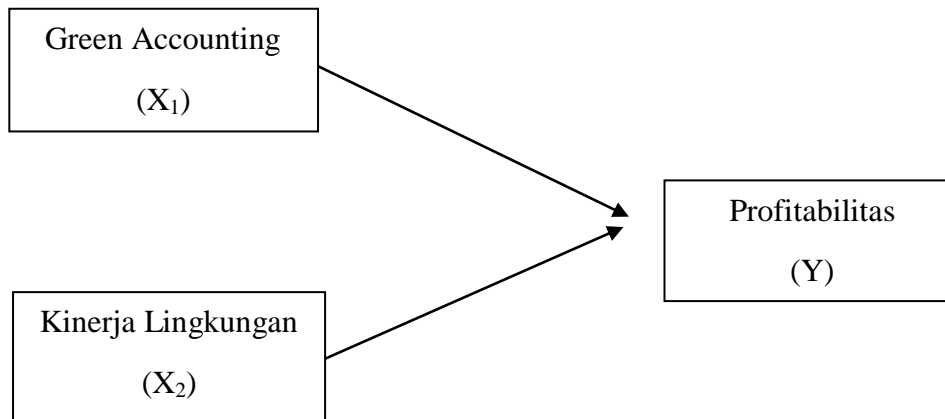 Green Accounting
(X₁)
Profitabilitas
(Y)
Kinerja Lingkungan
(X₂)